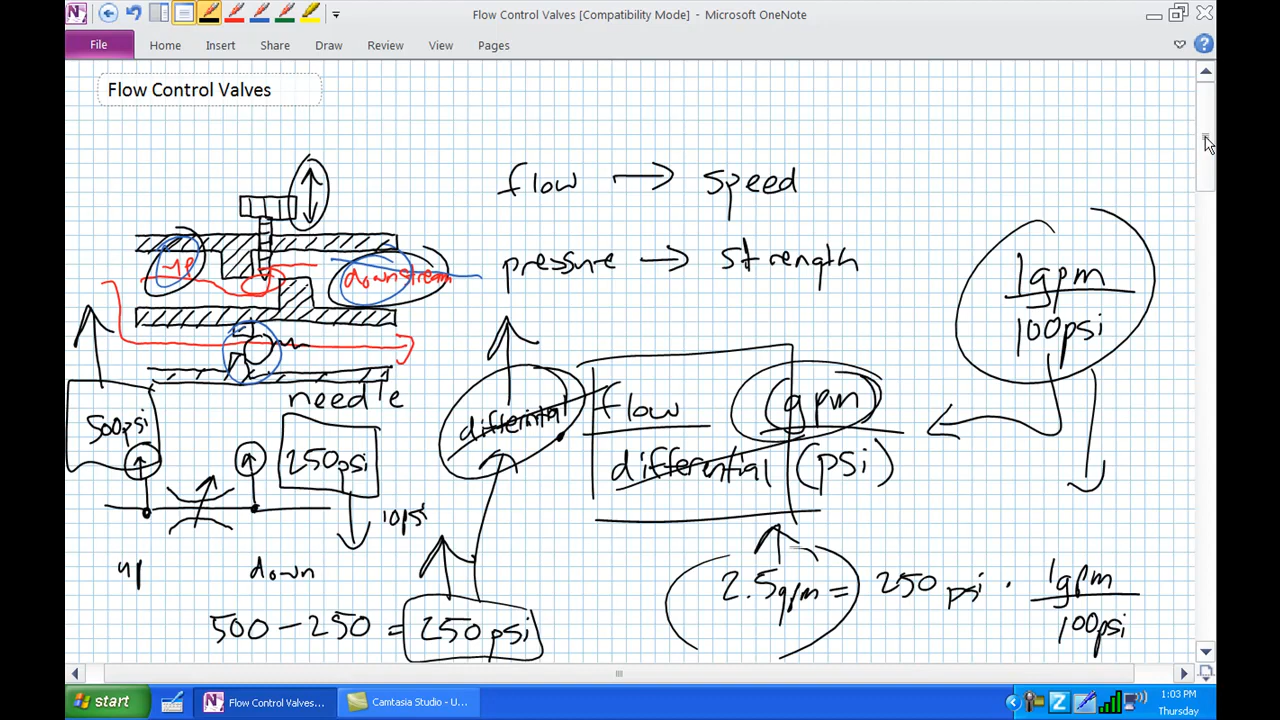 Flow Control Valves [Compatibility Mode] - Microsoft OneNote
File Home Insert Share Draw Review View Pages
Flow Control Valves
flow → speed
up downstream
pressure → strength
1gpm
100psi
needle
500psi
250psi
10psi
differential
flow (gpm)
differential (psi)
up down
500 - 250 = 250psi
2.5gpm = 250 psi · 1gpm
100psi
start Flow Control Valves... Camtasia Studio - U... 1:03 PM
Thursday